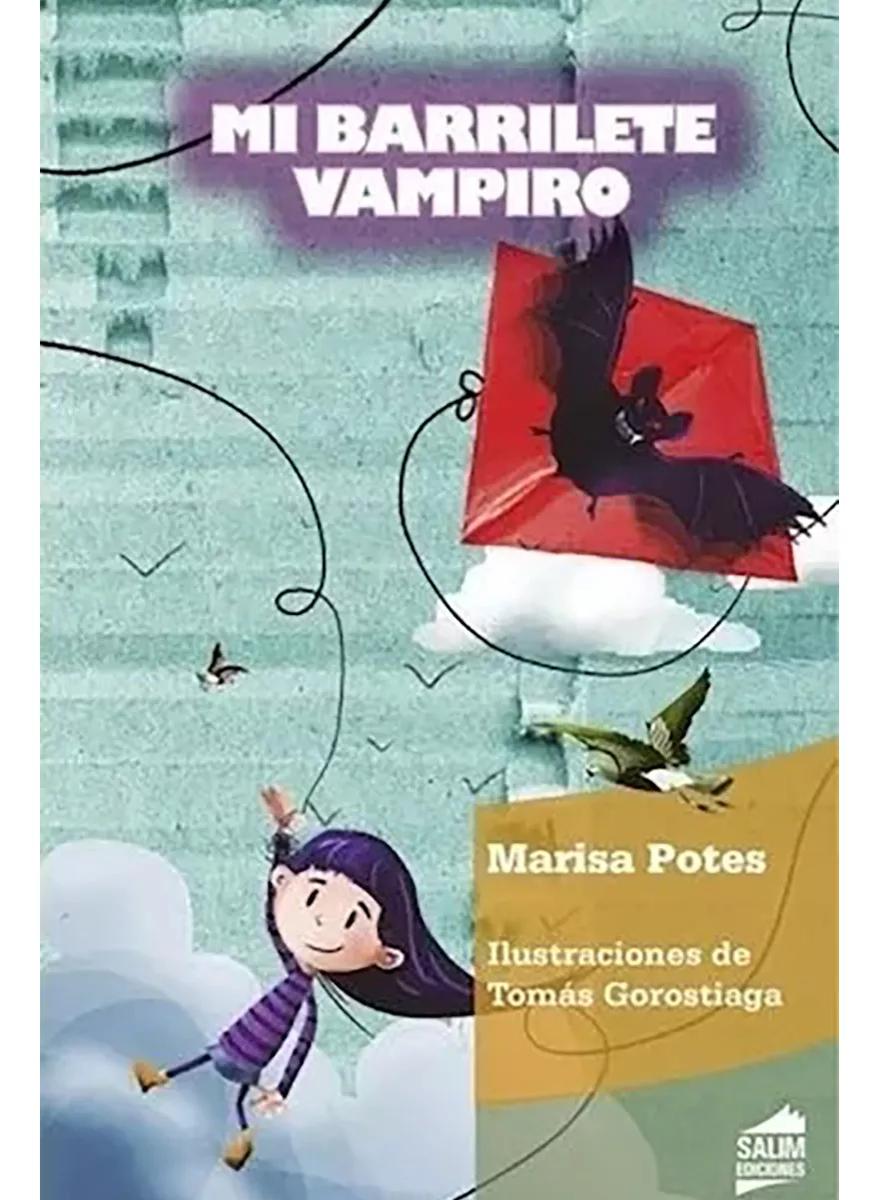 MI BARRILETE
VAMPIRO
Marisa Potes
Ilustraciones de
Tomás Gorostiaga
SALIM
EDICIONES